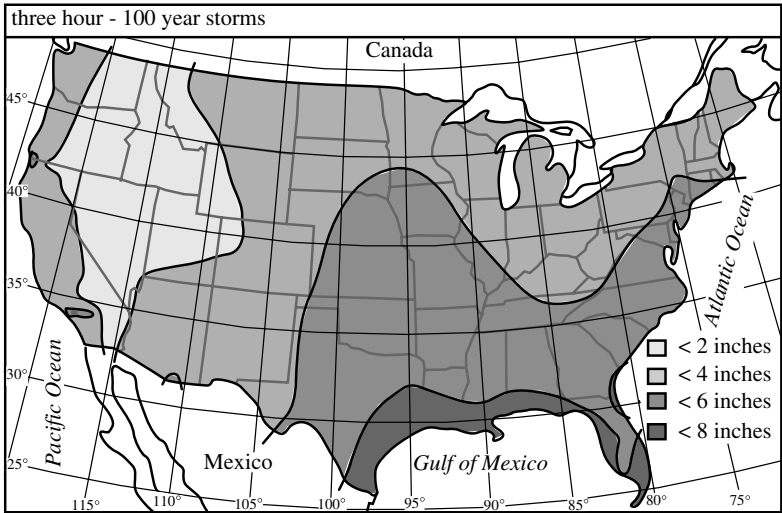 three hour - 100 year storms
Canada
45°
40°
35°
30°
25°
Pacific Ocean
Atlantic Ocean
Mexico
Gulf of Mexico
< 2 inches
< 4 inches
< 6 inches
< 8 inches
115°
110°
105°
100°
95°
90°
85°
80°
75°